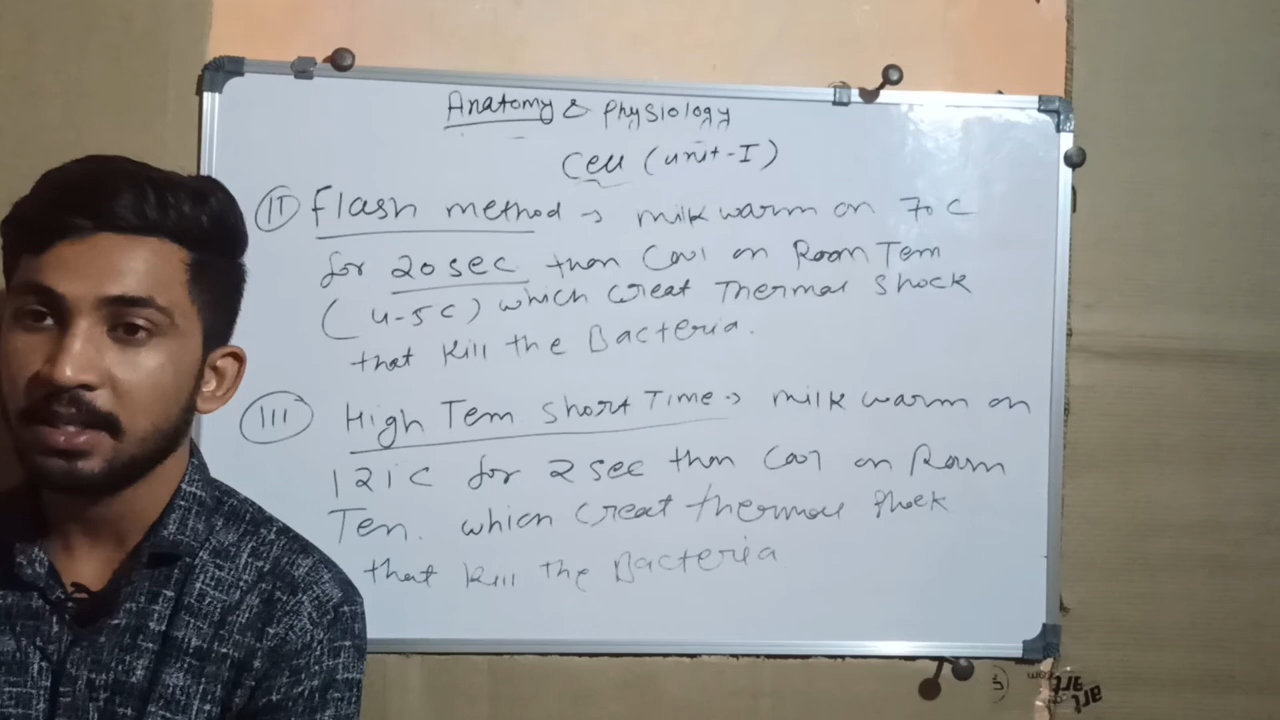 Anatomy & Physiology
Cell (unit-I)
II Flash method → milk warm on 70 C
for 20 sec then Cool on Room Tem
(4-5 C) which creat Thermal Shock
that kill the Bacteria.
III High Tem Short Time → milk warm on
121 C for 2 sec then Cool on Room
Tem. which creat thermal shock
that kill the Bacteria
art
art